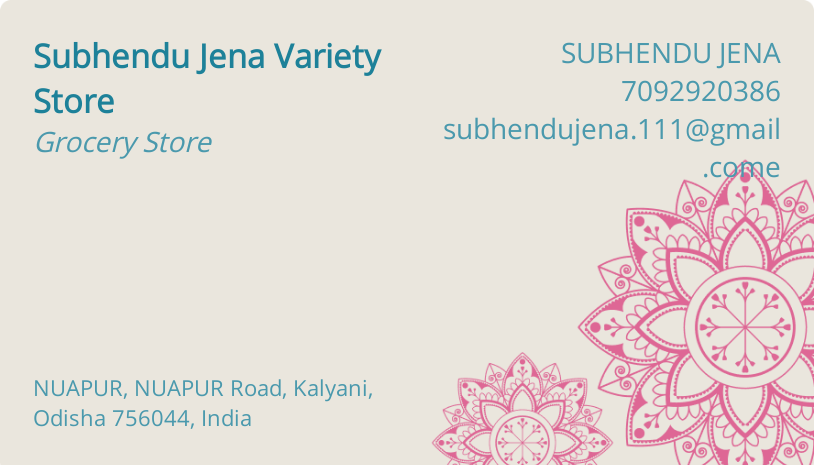 Subhendu Jena Variety
Store
Grocery Store
SUBHENDU JENA
7092920386
subhendujena.111@gmail
.come
NUAPUR, NUAPUR Road, Kalyani,
Odisha 756044, India